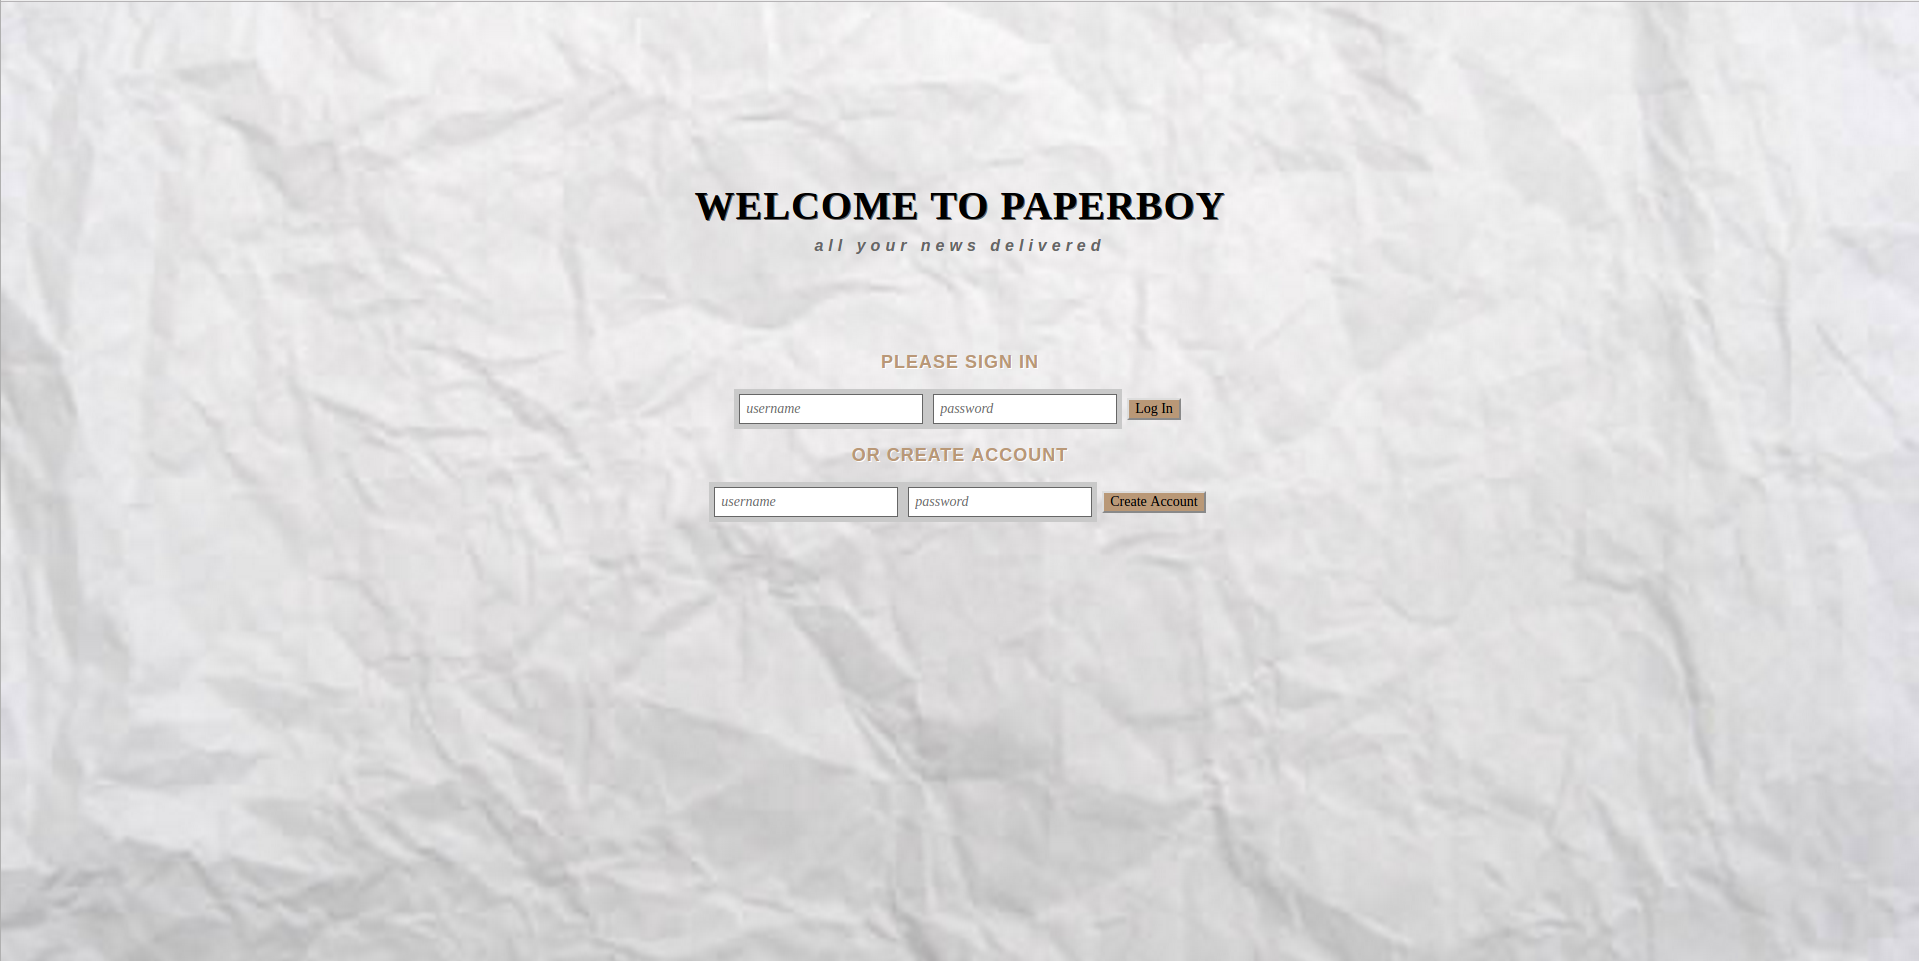 WELCOME TO PAPERBOY
all your news delivered
PLEASE SIGN IN
username password Log In
OR CREATE ACCOUNT
username password Create Account